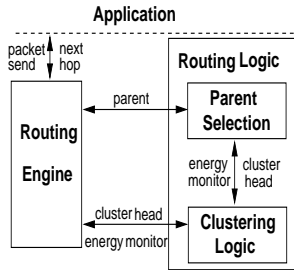 Application
packet send
next hop
Routing Logic
parent
Parent Selection
Routing Engine
energy monitor
cluster head
cluster head
energy monitor
Clustering Logic